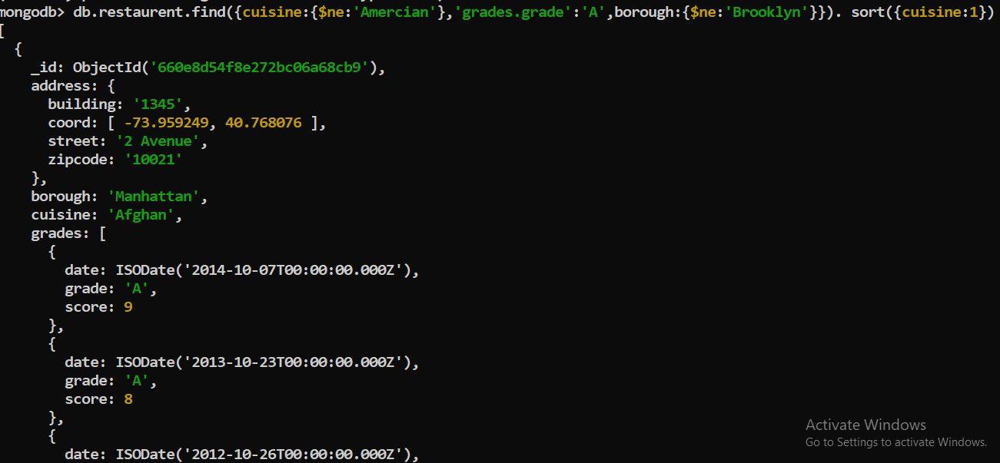 mongodb> db.restaurent.find({cuisine:{$ne:'Amercian'},'grades.grade':'A',borough:{$ne:'Brooklyn'}}). sort({cuisine:1})
[
  {
    _id: ObjectId('660e8d54f8e272bc06a68cb9'),
    address: {
      building: '1345',
      coord: [ -73.959249, 40.768076 ],
      street: '2 Avenue',
      zipcode: '10021'
    },
    borough: 'Manhattan',
    cuisine: 'Afghan',
    grades: [
      {
        date: ISODate('2014-10-07T00:00:00.000Z'),
        grade: 'A',
        score: 9
      },
      {
        date: ISODate('2013-10-23T00:00:00.000Z'),
        grade: 'A',
        score: 8
      },
      {
        date: ISODate('2012-10-26T00:00:00.000Z'),
Activate Windows
Go to Settings to activate Windows.